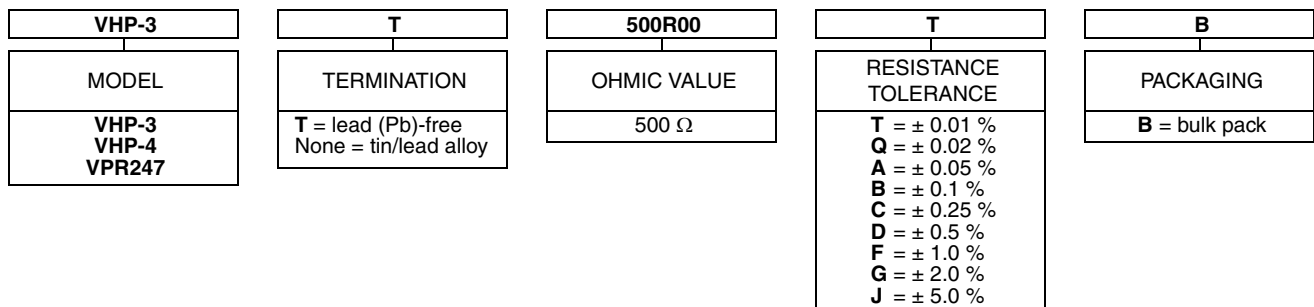 VHP-3
T
500R00
T
B
MODEL
TERMINATION
OHMIC VALUE
RESISTANCE
TOLERANCE
PACKAGING
VHP-3
VHP-4
VPR247
T = lead (Pb)-free
None = tin/lead alloy
500 Ω
T = ± 0.01 %
Q = ± 0.02 %
A = ± 0.05 %
B = ± 0.1 %
C = ± 0.25 %
D = ± 0.5 %
F = ± 1.0 %
G = ± 2.0 %
J = ± 5.0 %
B = bulk pack